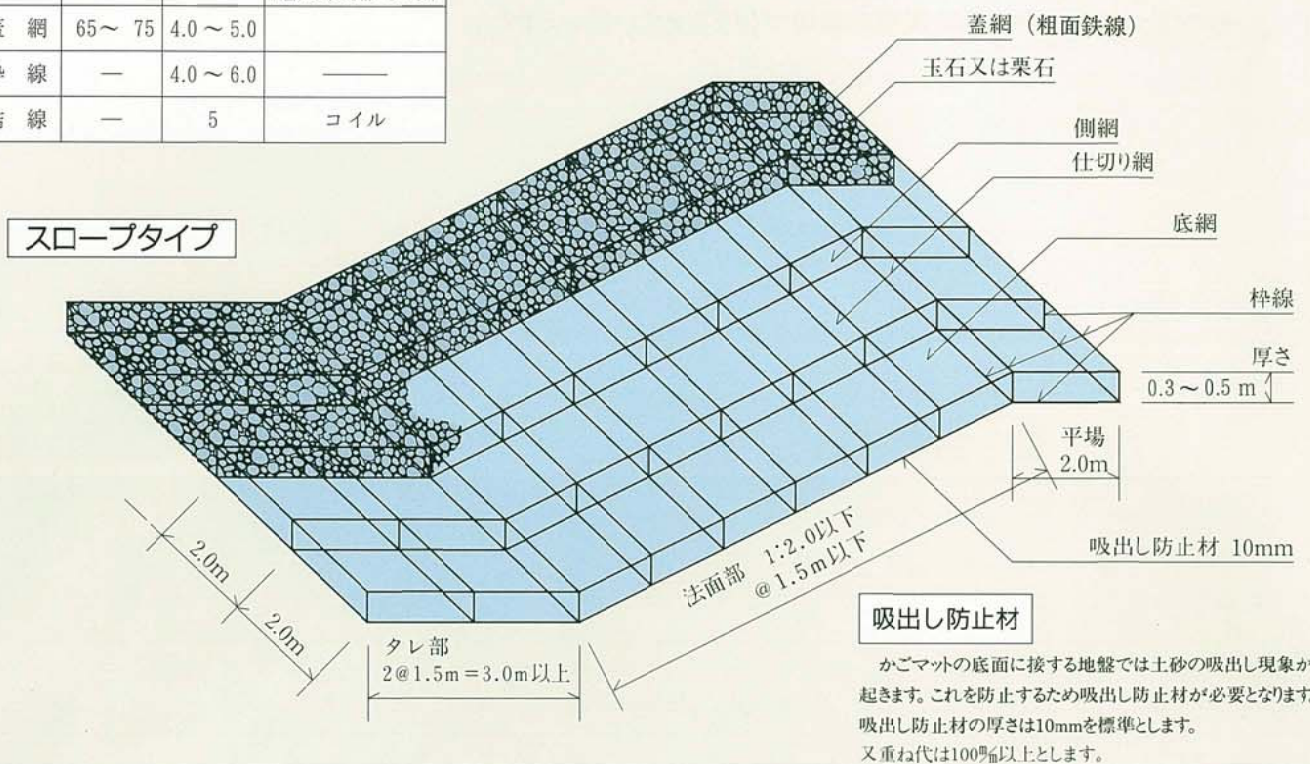 網 65～75 4.0～5.0
線 — 4.0～6.0 —
線 — 5 コイル
蓋網（粗面鉄線）
玉石又は栗石
側網
仕切り網
底網
枠線
厚さ
0.3～0.5 m
スロープタイプ
平場
2.0m
吸出し防止材 10mm
法面部 1:2.0以下
@1.5m以下
2.0m
2.0m
タレ部
2@1.5m=3.0m以上
吸出し防止材
かごマットの底面に接する地盤では土砂の吸出し現象が
起きます。これを防止するため吸出し防止材が必要となります。
吸出し防止材の厚さは10mmを標準とします。
又重ね代は100㎜以上とします。